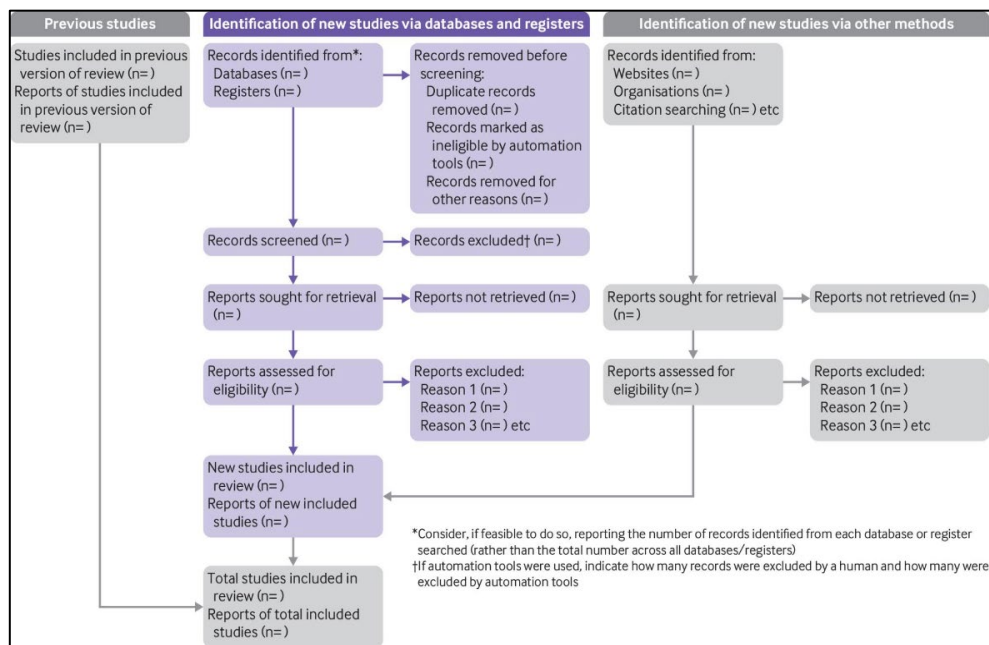 Previous studies
Studies included in previous
version of review (n= )
Reports of studies included
in previous version of
review (n= )
Identification of new studies via databases and registers
Records identified from*:
Databases (n= )
Registers (n= )
Records removed before
screening:
Duplicate records
removed (n= )
Records marked as
ineligible by automation
tools (n= )
Records removed for
other reasons (n= )
Records screened (n= )
Records excluded† (n= )
Reports sought for retrieval
(n= )
Reports not retrieved (n= )
Reports assessed for
eligibility (n= )
Reports excluded:
Reason 1 (n= )
Reason 2 (n= )
Reason 3 (n= ) etc
Identification of new studies via other methods
Records identified from:
Websites (n= )
Organisations (n= )
Citation searching (n= ) etc
Reports sought for retrieval
(n= )
Reports not retrieved (n= )
Reports assessed for
eligibility (n= )
Reports excluded:
Reason 1 (n= )
Reason 2 (n= )
Reason 3 (n= ) etc
New studies included in
review (n= )
Reports of new included
studies (n= )
Total studies included in
review (n= )
Reports of total included
studies (n= )
*Consider, if feasible to do so, reporting the number of records identified from each database or register
searched (rather than the total number across all databases/registers)
†If automation tools were used, indicate how many records were excluded by a human and how many were
excluded by automation tools